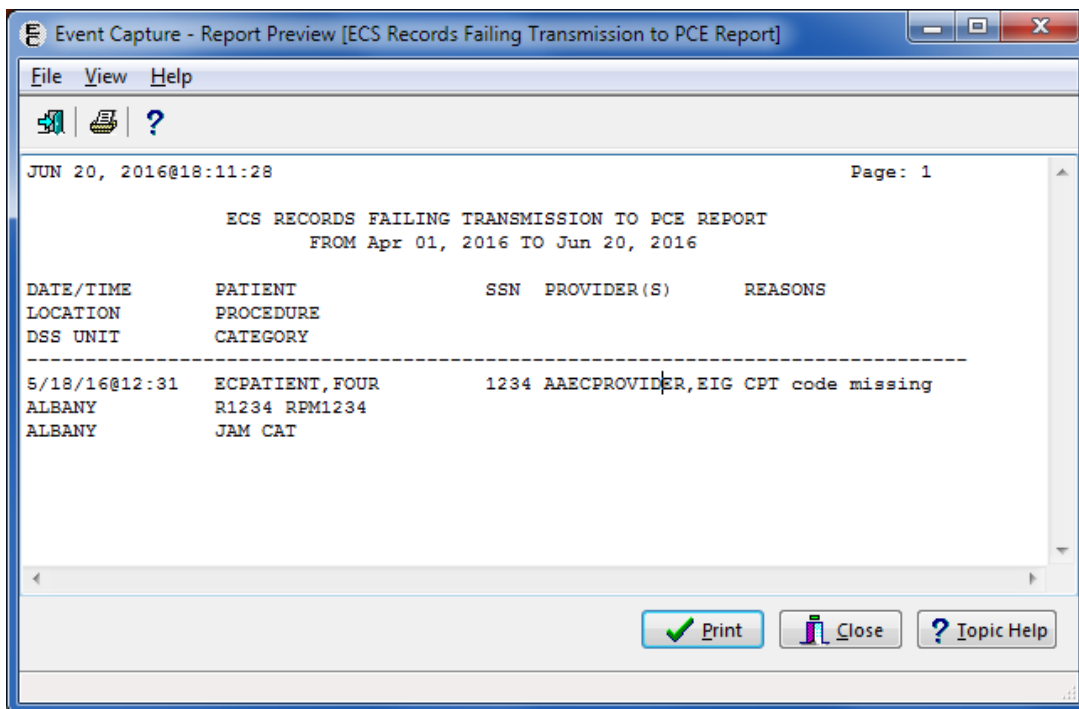 Event Capture - Report Preview [ECS Records Failing Transmission to PCE Report]
File View Help
?
JUN 20, 2016@18:11:28 Page: 1
ECS RECORDS FAILING TRANSMISSION TO PCE REPORT
FROM Apr 01, 2016 TO Jun 20, 2016
DATE/TIME PATIENT SSN PROVIDER(S) REASONS
LOCATION PROCEDURE
DSS UNIT CATEGORY
--------------------------------------------------------------------------------
5/18/16@12:31 ECPATIENT,FOUR 1234 AAECPROVIDER,EIG CPT code missing
ALBANY R1234 RPM1234
ALBANY JAM CAT
Print Close ? Topic Help